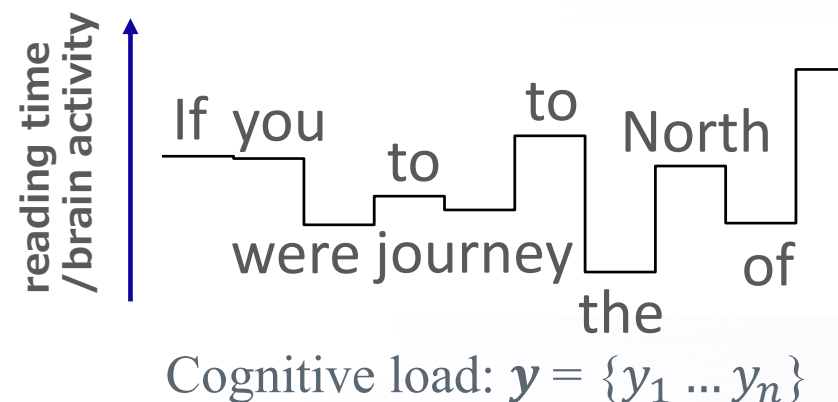 reading time
/brain activity
If you were to journey to the North of
Cognitive load: y = {y₁ ... yₙ}